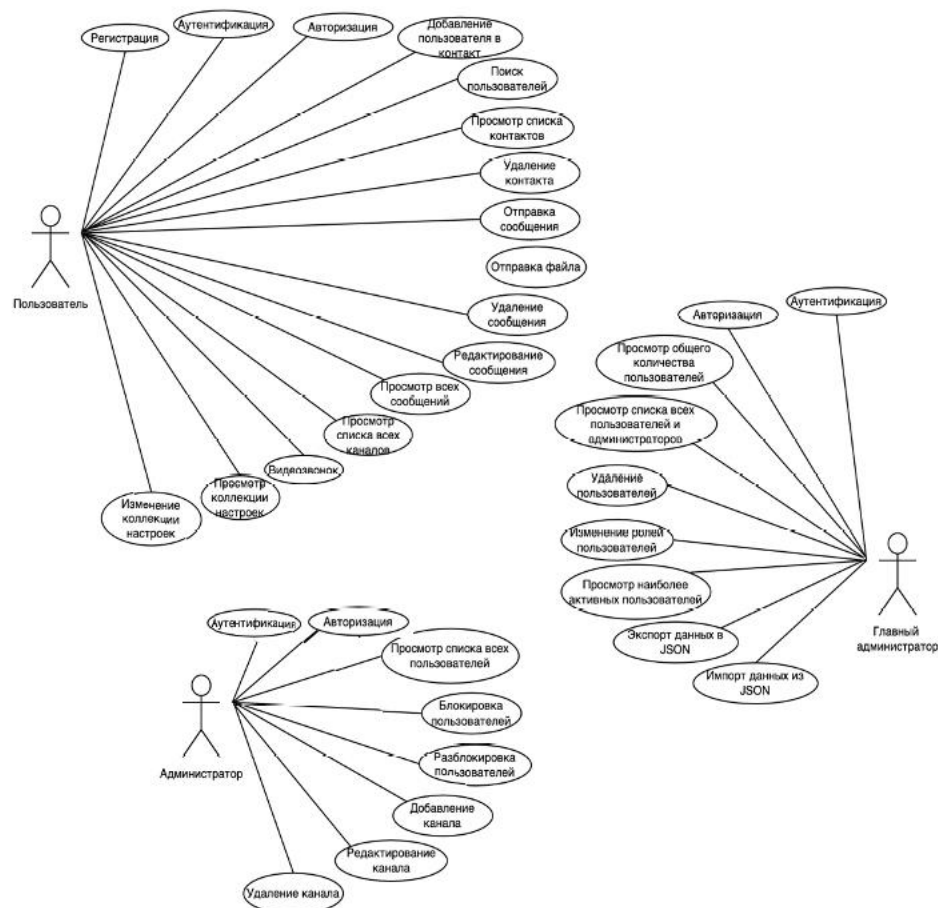 Регистрация
Аутентификация
Авторизация
Добавление
пользователя в
контакт
Поиск
пользователей
Просмотр списка
контактов
Удаление
контакта
Отправка
сообщения
Отправка файла
Удаление
сообщения
Редактирование
сообщения
Просмотр всех
сообщений
Просмотр
списка всех
каналов
Видеозвонок
Просмотр
коллекции
настроек
Изменение
коллекции
настроек
Пользователь
Аутентификация
Авторизация
Просмотр общего
количества
пользователей
Просмотр списка всех
пользователей и
администраторов
Удаление
пользователей
Изменение ролей
пользователей
Просмотр наиболее
активных пользователей
Экспорт данных в
JSON
Импорт данных из
JSON
Главный
администратор
Аутентификация
Авторизация
Просмотр списка всех
пользователей
Блокировка
пользователей
Разблокировка
пользователей
Добавление
канала
Редактирование
канала
Удаление канала
Администратор